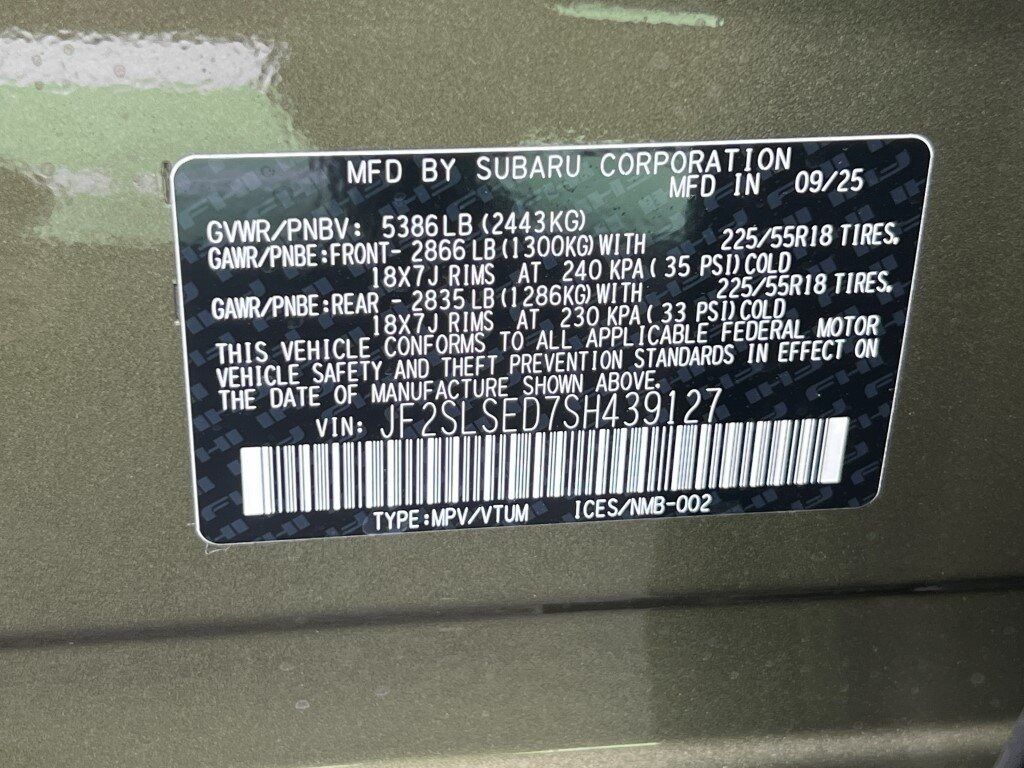 MFD BY SUBARU CORPORATION
MFD IN 09/25
GVWR/PNBV: 5386LB(2443KG)
GAWR/PNBE:FRONT- 2866LB(1300KG)WITH 225/55R18 TIRES,
18X7J RIMS AT 240 KPA(35 PSI)COLD
GAWR/PNBE:REAR - 2835LB(1286KG)WITH 225/55R18 TIRES,
18X7J RIMS AT 230 KPA(33 PSI)COLD
THIS VEHICLE CONFORMS TO ALL APPLICABLE FEDERAL MOTOR
VEHICLE SAFETY AND THEFT PREVENTION STANDARDS IN EFFECT ON
THE DATE OF MANUFACTURE SHOWN ABOVE.
VIN: JF2SLSED7SH439127
TYPE:MPV/VTUM ICES/NMB-002